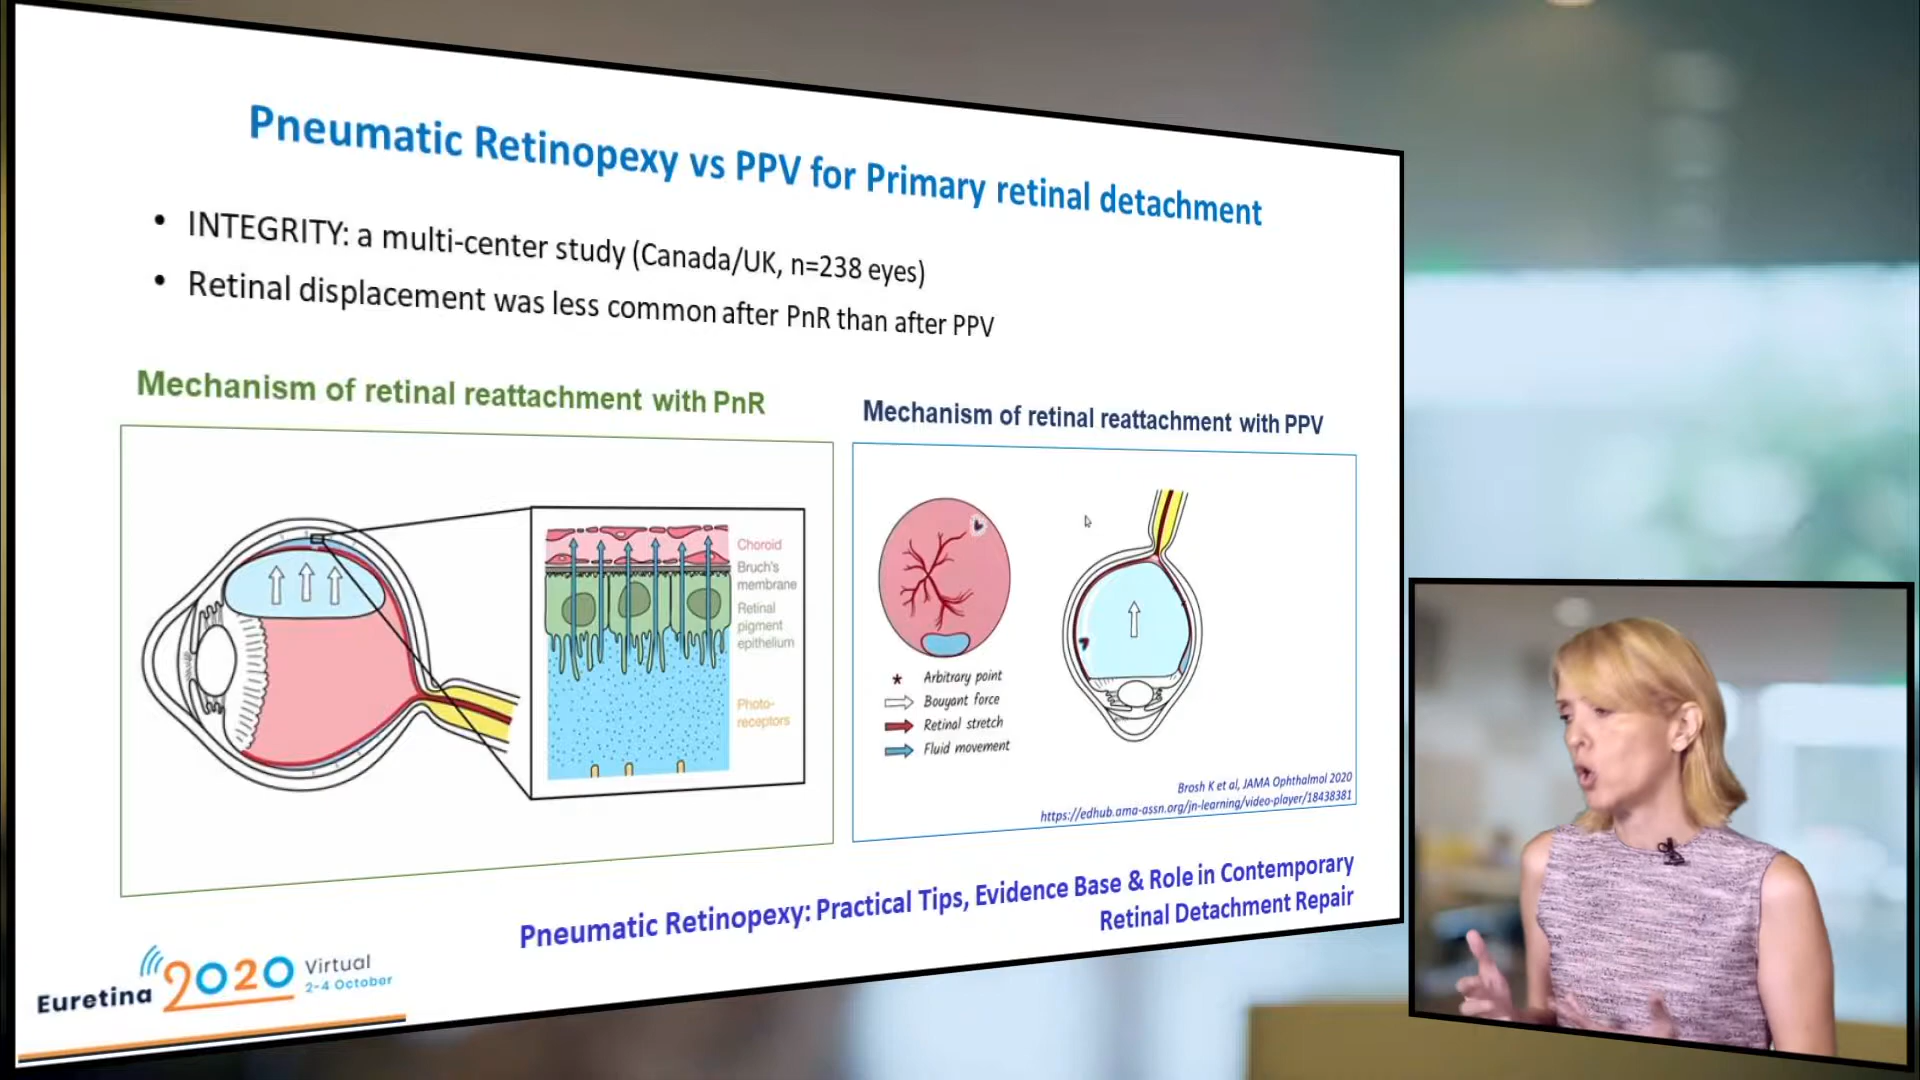 Pneumatic Retinopexy vs PPV for Primary retinal detachment
• INTEGRITY: a multi-center study (Canada/UK, n=238 eyes)
• Retinal displacement was less common after PnR than after PPV
Mechanism of retinal reattachment with PnR
Choroid
Bruch's
membrane
Retinal
pigment
epithelium
Photo-
receptors
Mechanism of retinal reattachment with PPV
* Arbitrary point
Bouyant force
Retinal stretch
Fluid movement
Brosh K et al, JAMA Ophthalmol 2020
https://edhub.ama-assn.org/jn-learning/video-player/18438381
Pneumatic Retinopexy: Practical Tips, Evidence Base & Role in Contemporary
Retinal Detachment Repair
Euretina 2020 Virtual
2-4 October